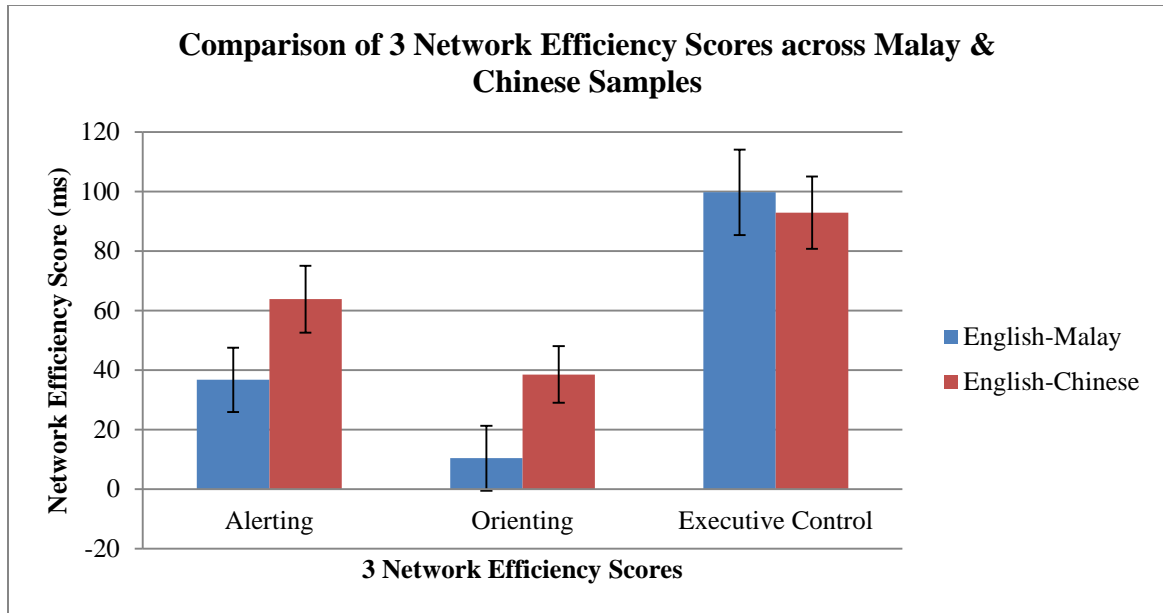 Comparison of 3 Network Efficiency Scores across Malay &
Chinese Samples
Network Efficiency Score (ms)
120
100
80
60
40
20
0
-20
Alerting
Orienting
Executive Control
3 Network Efficiency Scores
English-Malay
English-Chinese